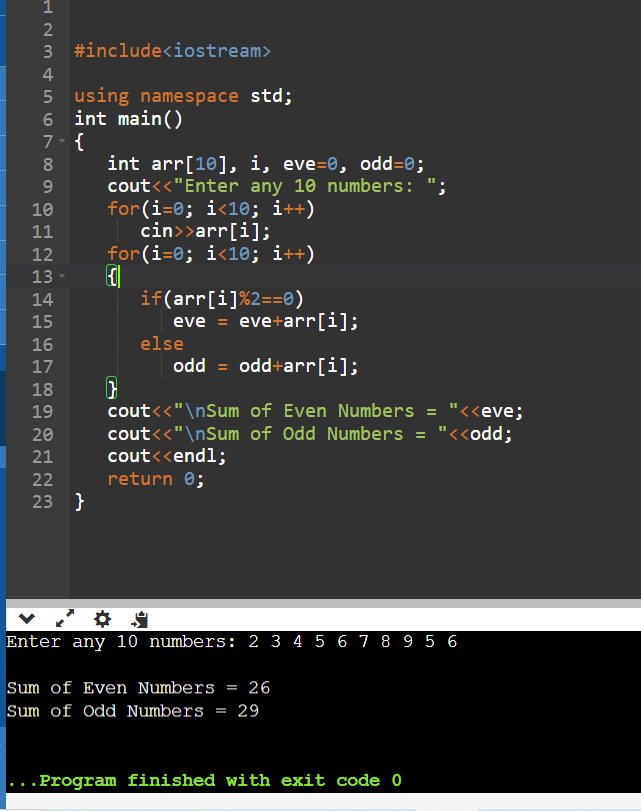 1
2
3 #include<iostream>
4
5 using namespace std;
6 int main()
7 {
8    int arr[10], i, eve=0, odd=0;
9    cout<<"Enter any 10 numbers: ";
10    for(i=0; i<10; i++)
11       cin>>arr[i];
12    for(i=0; i<10; i++)
13    {
14       if(arr[i]%2==0)
15          eve = eve+arr[i];
16       else
17          odd = odd+arr[i];
18    }
19    cout<<"\nSum of Even Numbers = "<<eve;
20    cout<<"\nSum of Odd Numbers = "<<odd;
21    cout<<endl;
22    return 0;
23 }
Enter any 10 numbers: 2 3 4 5 6 7 8 9 5 6
Sum of Even Numbers = 26
Sum of Odd Numbers = 29
...Program finished with exit code 0